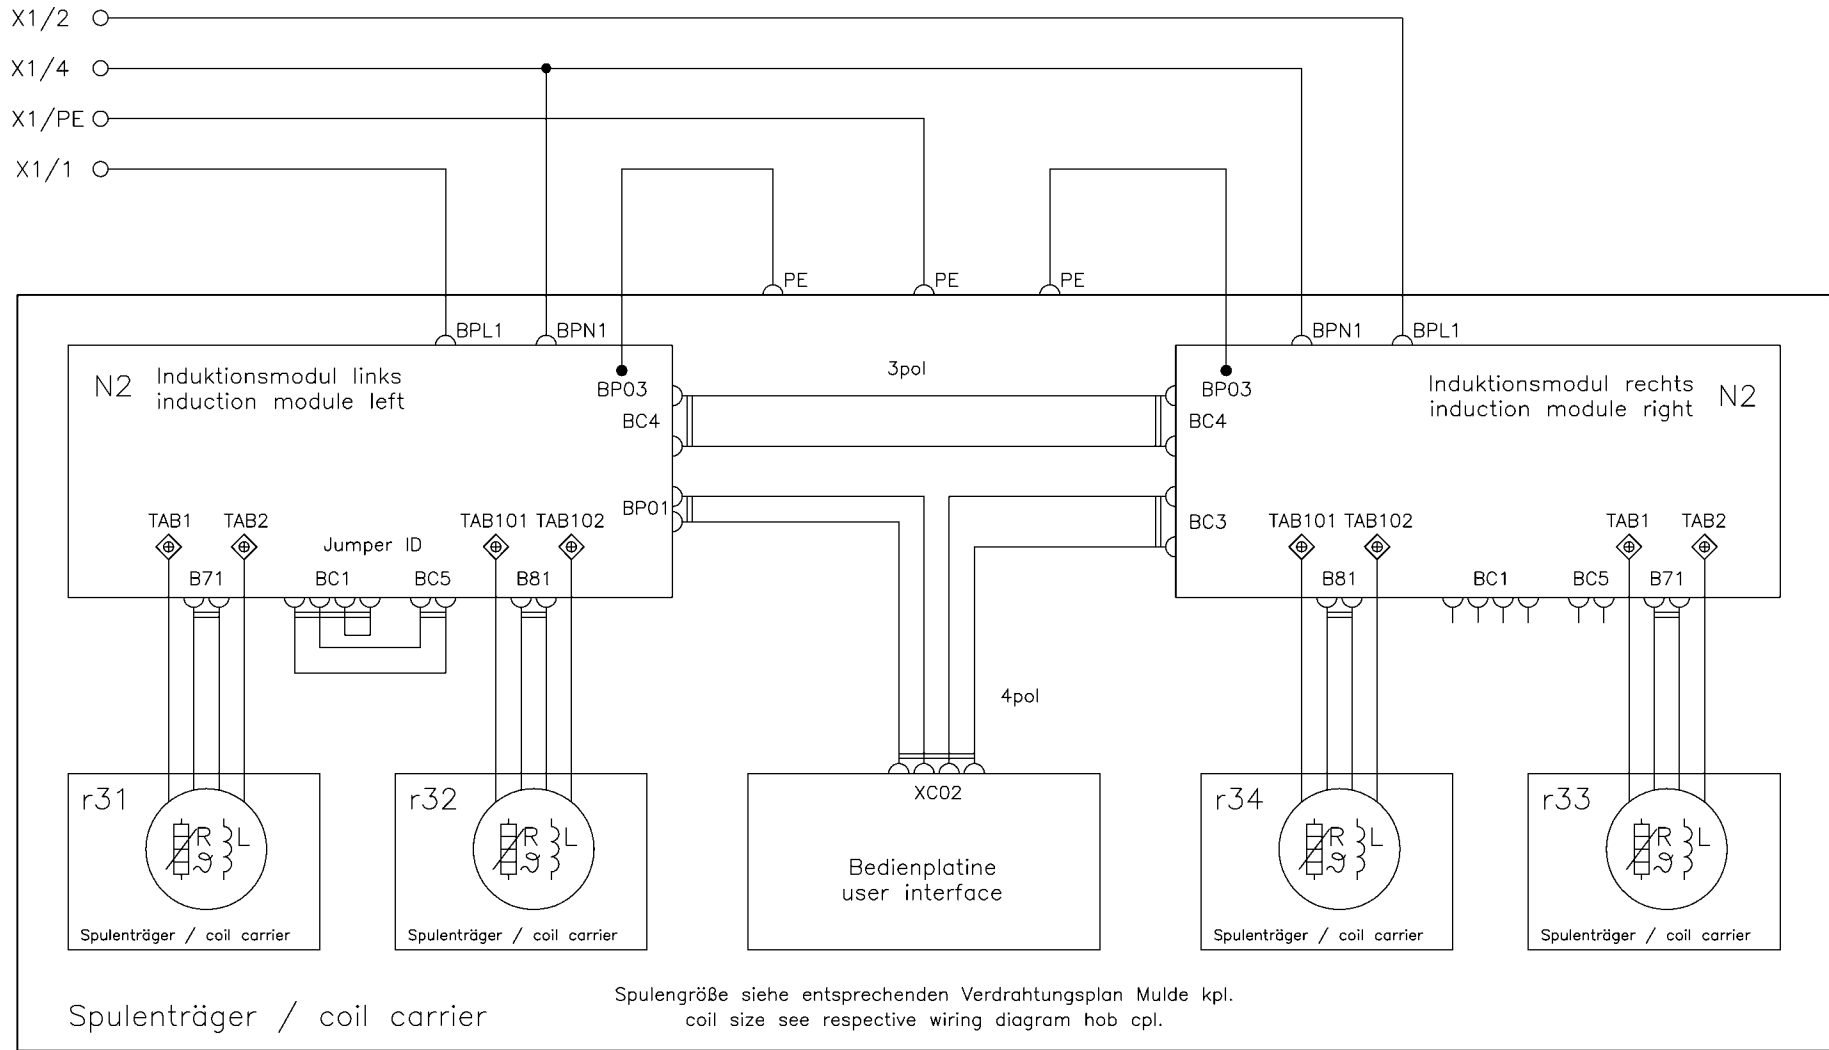 X1/2
X1/4
X1/PE
X1/1
PE
PE
PE
BPL1
BPN1
BPN1
BPL1
N2
Induktionsmodul links
induction module left
BP03
BC4
BP01
TAB1
TAB2
Jumper ID
TAB101
TAB102
B71
BC1
BC5
B81
3pol
BP03
BC4
BC3
Induktionsmodul rechts
induction module right
N2
TAB101
TAB102
TAB1
TAB2
B81
BC1
BC5
B71
4pol
r31
R
L
ϑ
Spulenträger / coil carrier
r32
R
L
ϑ
Spulenträger / coil carrier
XC02
Bedienplatine
user interface
r34
R
L
ϑ
Spulenträger / coil carrier
r33
R
L
ϑ
Spulenträger / coil carrier
Spulenträger / coil carrier
Spulengröße siehe entsprechenden Verdrahtungsplan Mulde kpl.
coil size see respective wiring diagram hob cpl.